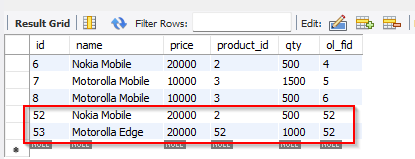 Result Grid Filter Rows: Edit:
id name price product_id qty ol_fid
6 Nokia Mobile 20000 2 500 4
7 Motorolla Mobile 10000 3 1500 5
8 Motorolla Mobile 10000 3 500 6
52 Nokia Mobile 20000 2 500 52
53 Motorolla Edge 20000 52 1000 52
NULL NULL NULL NULL NULL NULL